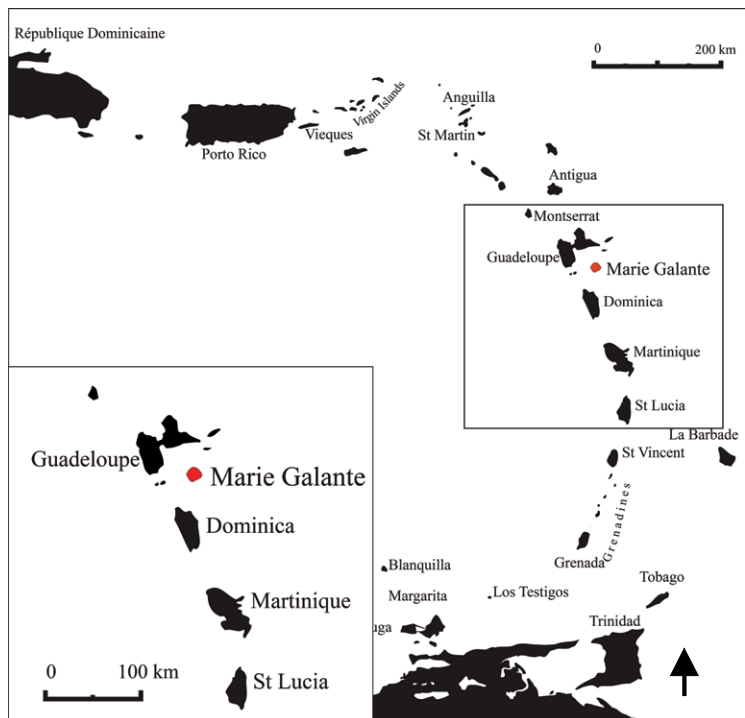 République Dominicaine
0 200 km
Anguilla
Virgin Islands
Vieques
St Martin
Porto Rico
Antigua
Montserrat
Guadeloupe
Marie Galante
Dominica
Martinique
St Lucia
La Barbade
St Vincent
Grenadines
Grenada
Blanquilla
Tobago
Margarita
Los Testigos
Trinidad
uga
Guadeloupe
Marie Galante
Dominica
Martinique
0 100 km
St Lucia